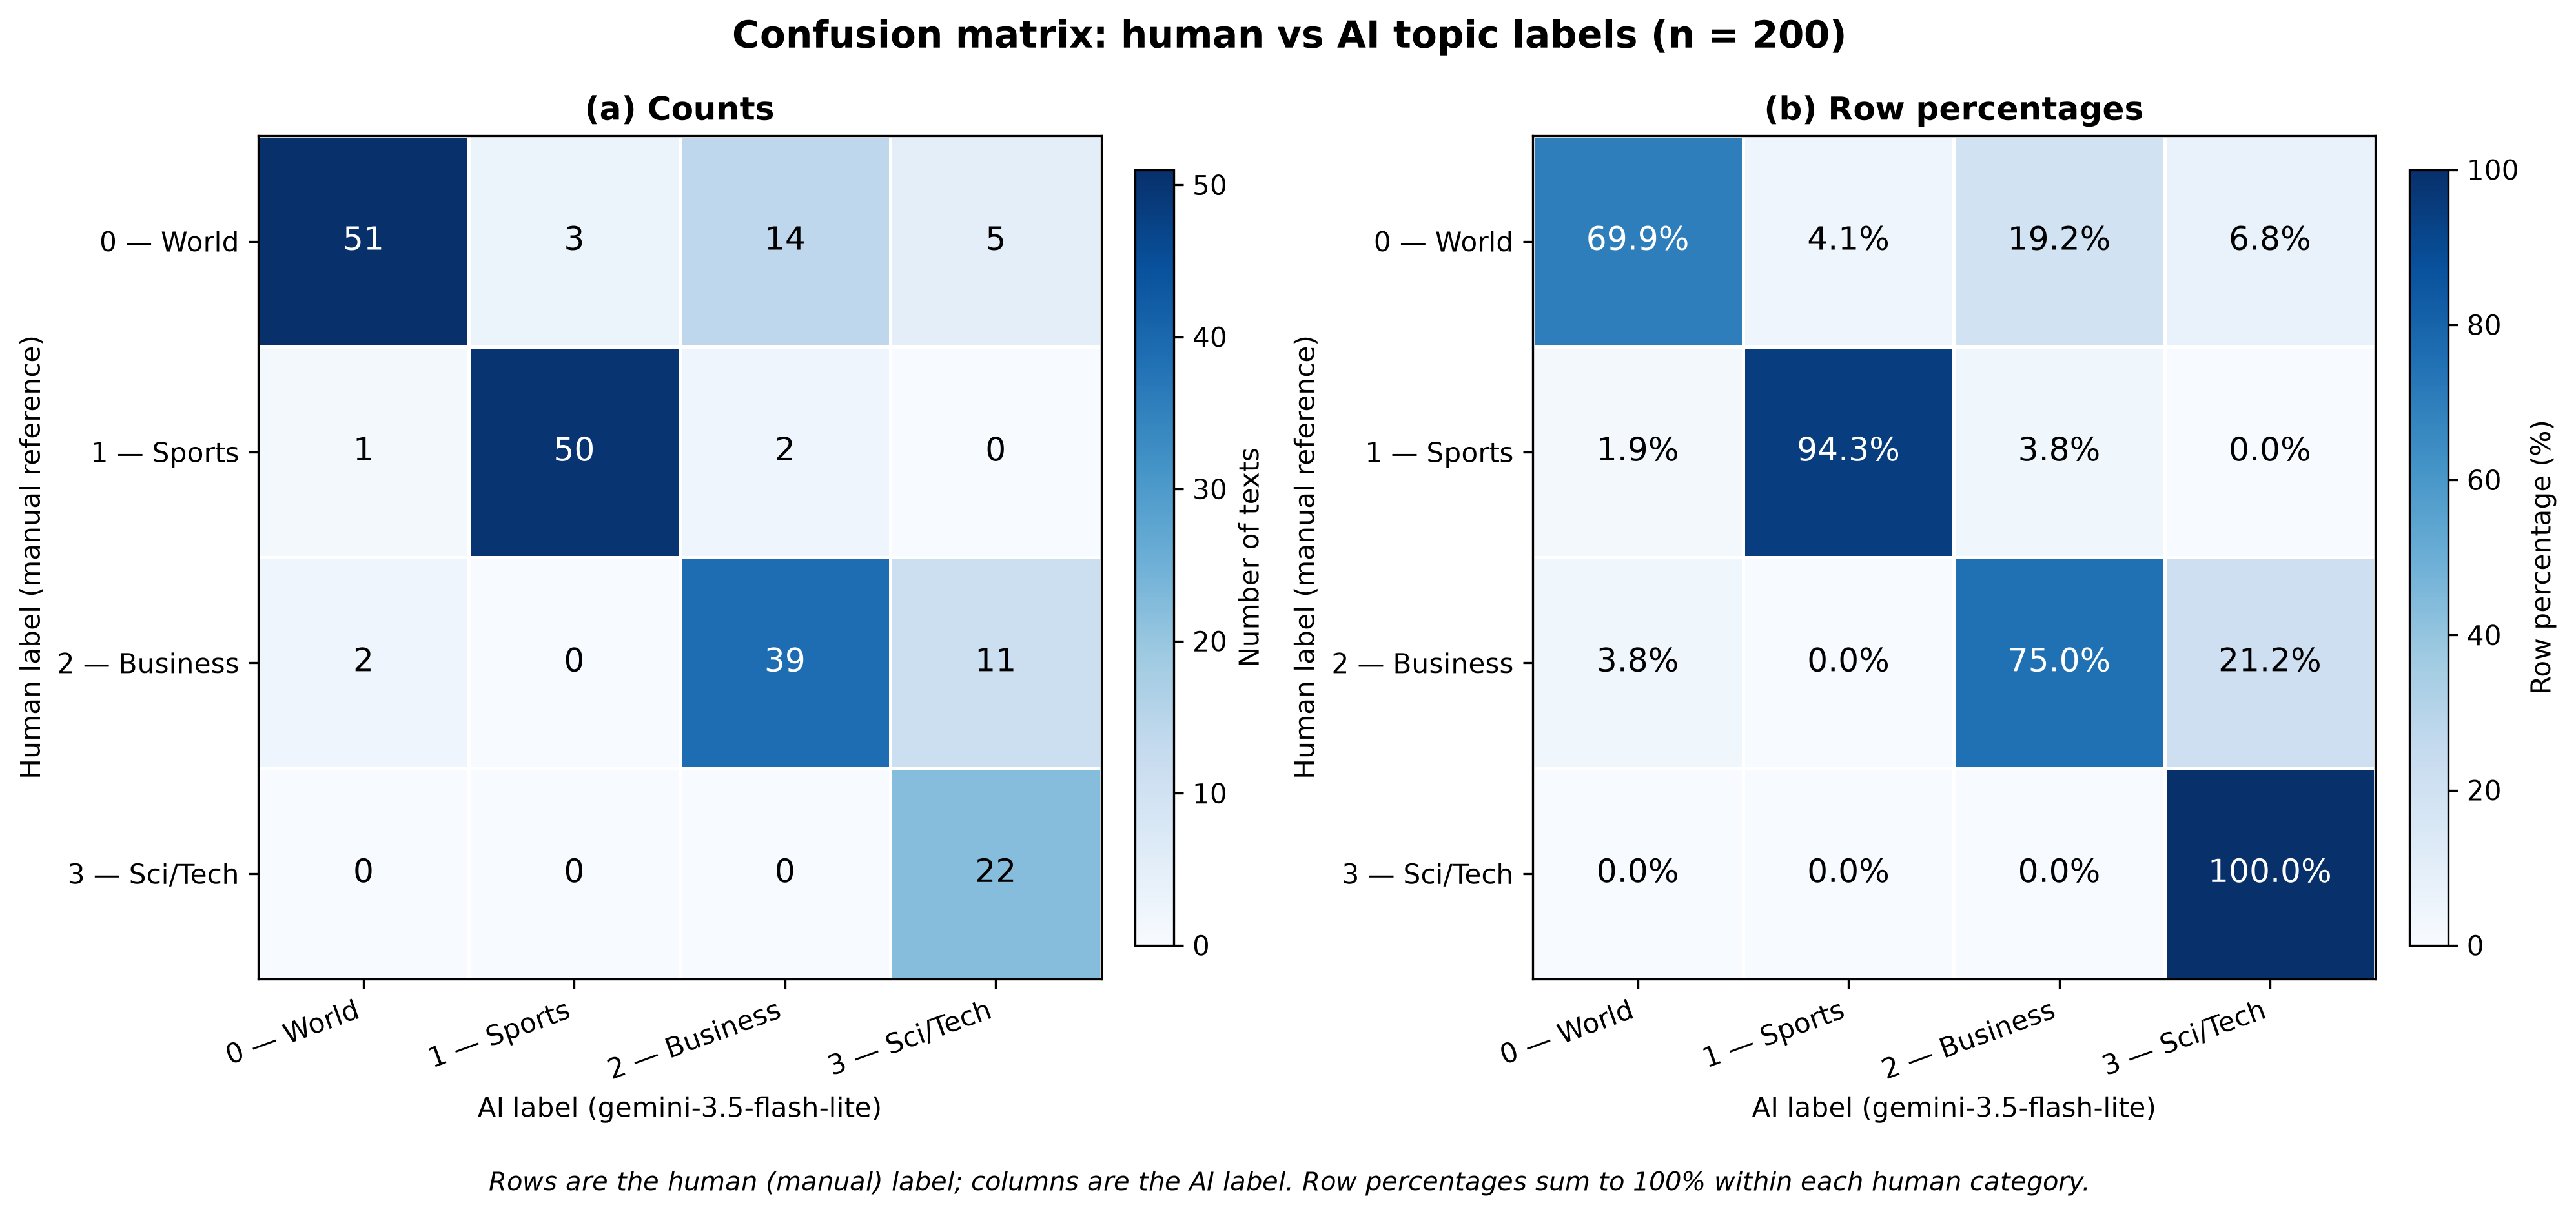 Confusion matrix: human vs AI topic labels (n = 200)
(a) Counts
Human label (manual reference)
0 — World
51 3 14 5
1 — Sports
1 50 2 0
2 — Business
2 0 39 11
3 — Sci/Tech
0 0 0 22
0 — World
1 — Sports
2 — Business
3 — Sci/Tech
AI label (gemini-3.5-flash-lite)
50
40
30
20
10
0
Number of texts
(b) Row percentages
Human label (manual reference)
0 — World
69.9% 4.1% 19.2% 6.8%
1 — Sports
1.9% 94.3% 3.8% 0.0%
2 — Business
3.8% 0.0% 75.0% 21.2%
3 — Sci/Tech
0.0% 0.0% 0.0% 100.0%
0 — World
1 — Sports
2 — Business
3 — Sci/Tech
AI label (gemini-3.5-flash-lite)
100
80
60
40
20
0
Row percentage (%)
Rows are the human (manual) label; columns are the AI label. Row percentages sum to 100% within each human category.